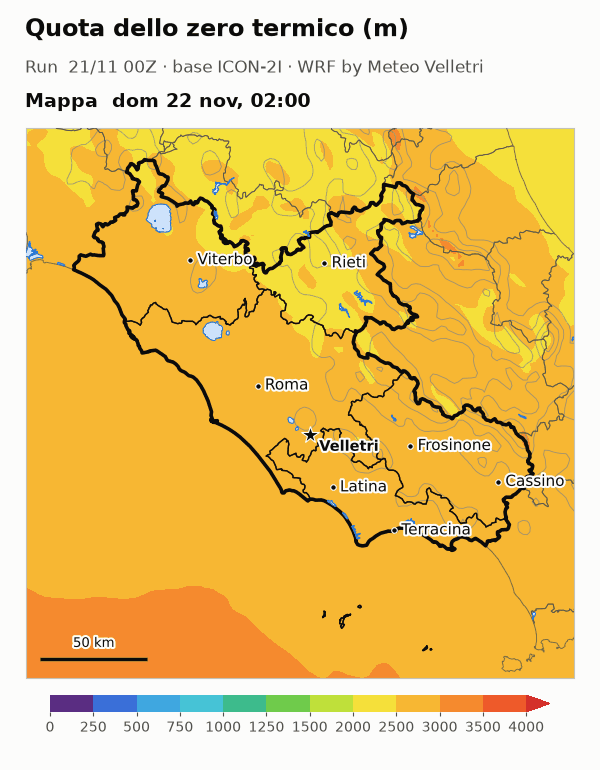 Quota dello zero termico (m)
Run 21/11 00Z · base ICON-2I · WRF by Meteo Velletri
Mappa dom 22 nov, 02:00
Viterbo
Rieti
Roma
Velletri
Frosinone
Cassino
Latina
Terracina
50 km
0 250 500 750 1000 1250 1500 2000 2500 3000 3500 4000